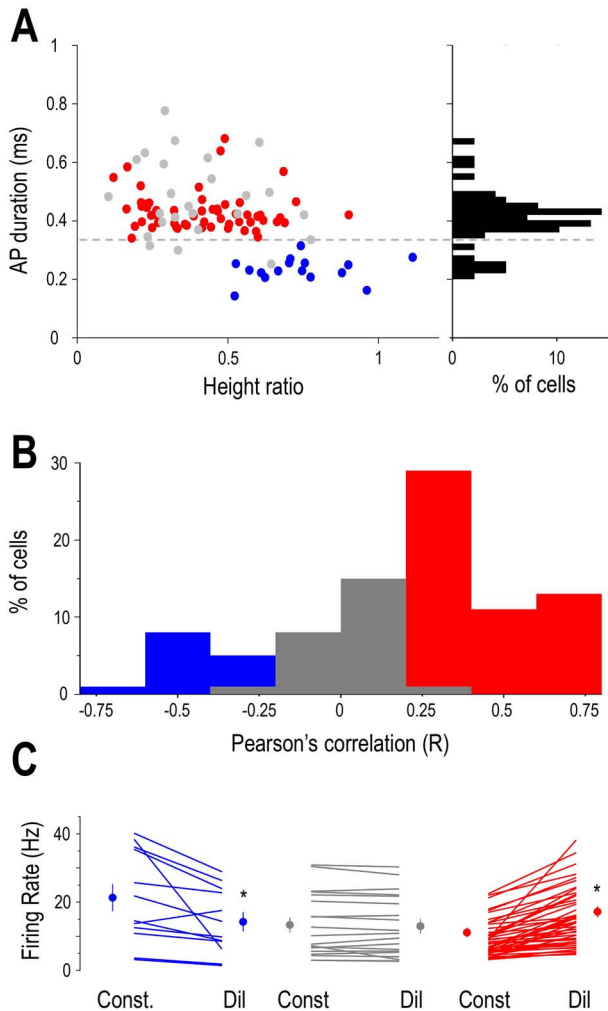 A
AP duration (ms)
1
0.8
0.6
0.4
0.2
0
0
0.5
1
Height ratio
0
10
% of cells
B
% of cells
30
20
10
0
-0.75
-0.5
-0.25
0
0.25
0.5
0.75
Pearson's correlation (R)
C
Firing Rate (Hz)
40
20
0
*
*
Const.
Dil
Const
Dil
Const
Dil